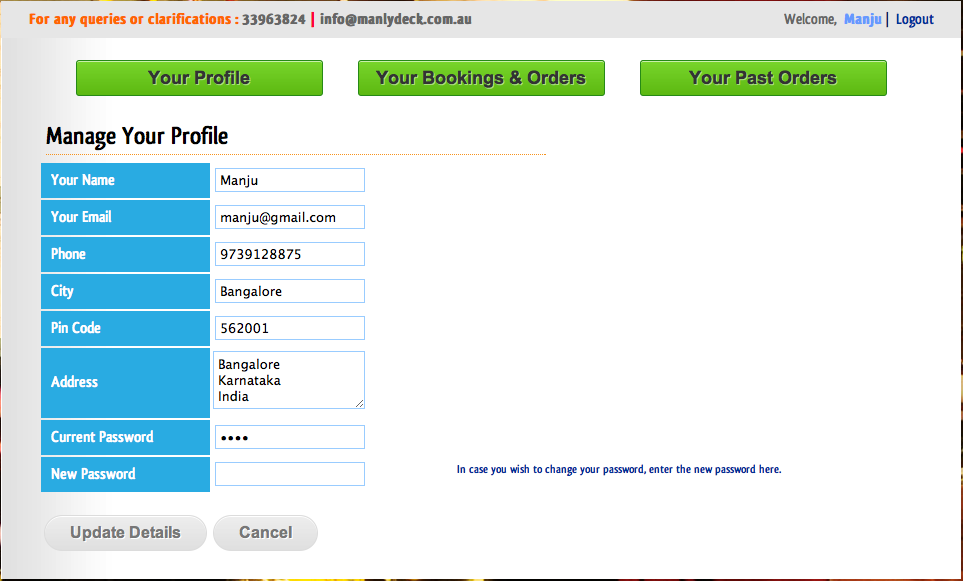 For any queries or clarifications : 33963824 | info@manlydeck.com.au
Welcome, Manju | Logout
Your Profile
Your Bookings & Orders
Your Past Orders
Manage Your Profile
Your Name Manju
Your Email manju@gmail.com
Phone 9739128875
City Bangalore
Pin Code 562001
Address
Bangalore
Karnataka
India
Current Password ••••
New Password In case you wish to change your password, enter the new password here.
Update Details Cancel